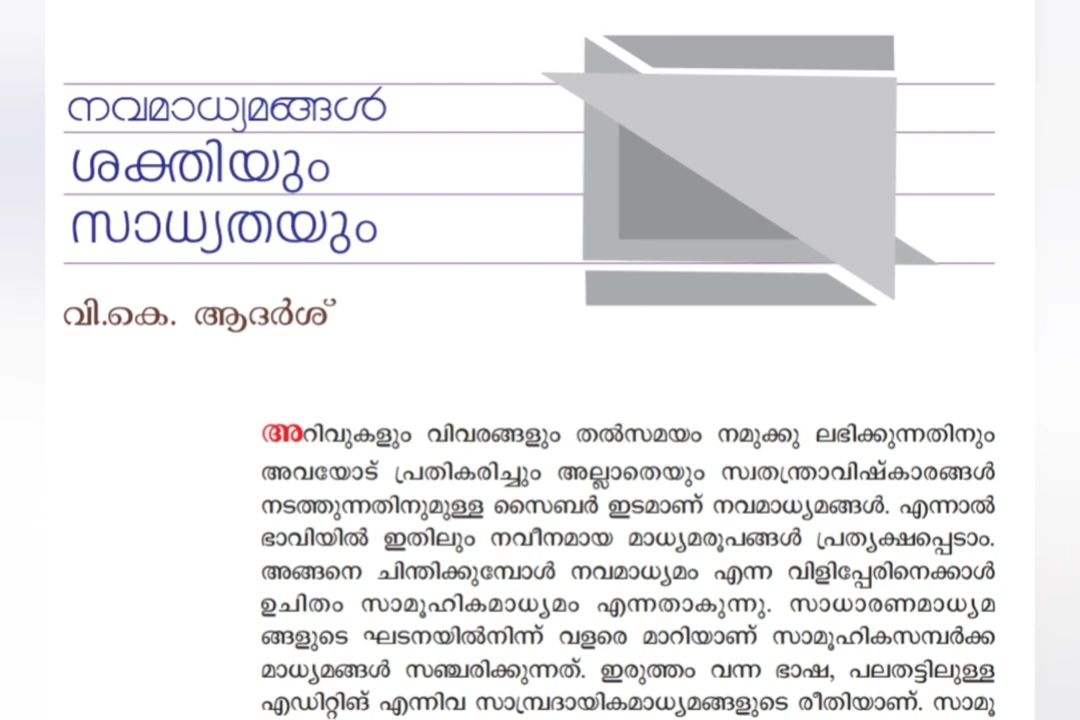 നവമാധ്യമങ്ങൾ
ശക്തിയും
സാധ്യതയും
വി.കെ. ആദർശ്
അറിവുകളും വിവരങ്ങളും തൽസമയം നമുക്കു ലഭിക്കുന്നതിനും
അവയോട് പ്രതികരിച്ചും അല്ലാതെയും സ്വതന്ത്രാവിഷ്കാരങ്ങൾ
നടത്തുന്നതിനുമുള്ള സൈബർ ഇടമാണ് നവമാധ്യമങ്ങൾ. എന്നാൽ
ഭാവിയിൽ ഇതിലും നവീനമായ മാധ്യമരൂപങ്ങൾ പ്രത്യക്ഷപ്പെടാം.
അങ്ങനെ ചിന്തിക്കുമ്പോൾ നവമാധ്യമം എന്ന വിളിപ്പേരിനെക്കാൾ
ഉചിതം സാമൂഹികമാധ്യമം എന്നതാകുന്നു. സാധാരണമാധ്യമ
ങ്ങളുടെ ഘടനയിൽനിന്ന് വളരെ മാറിയാണ് സാമൂഹികസമ്പർക്ക
മാധ്യമങ്ങൾ സഞ്ചരിക്കുന്നത്. ഇരുത്തം വന്ന ഭാഷ, പലതട്ടിലുള്ള
എഡിറ്റിങ് എന്നിവ സാമ്പ്രദായികമാധ്യമങ്ങളുടെ രീതിയാണ്. സാമൂ